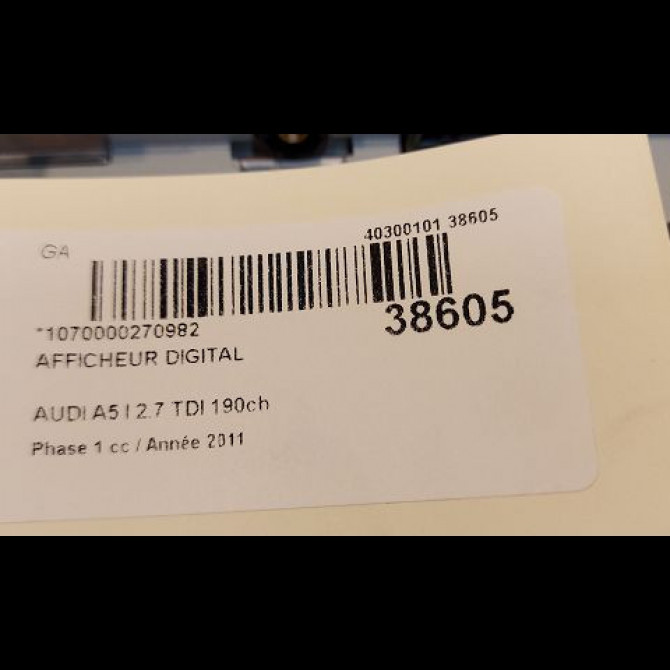 GA
40300101 38605
*1070000270982
38605
AFFICHEUR DIGITAL
AUDI A5 I 2.7 TDI 190ch
Phase 1 cc / Année 2011